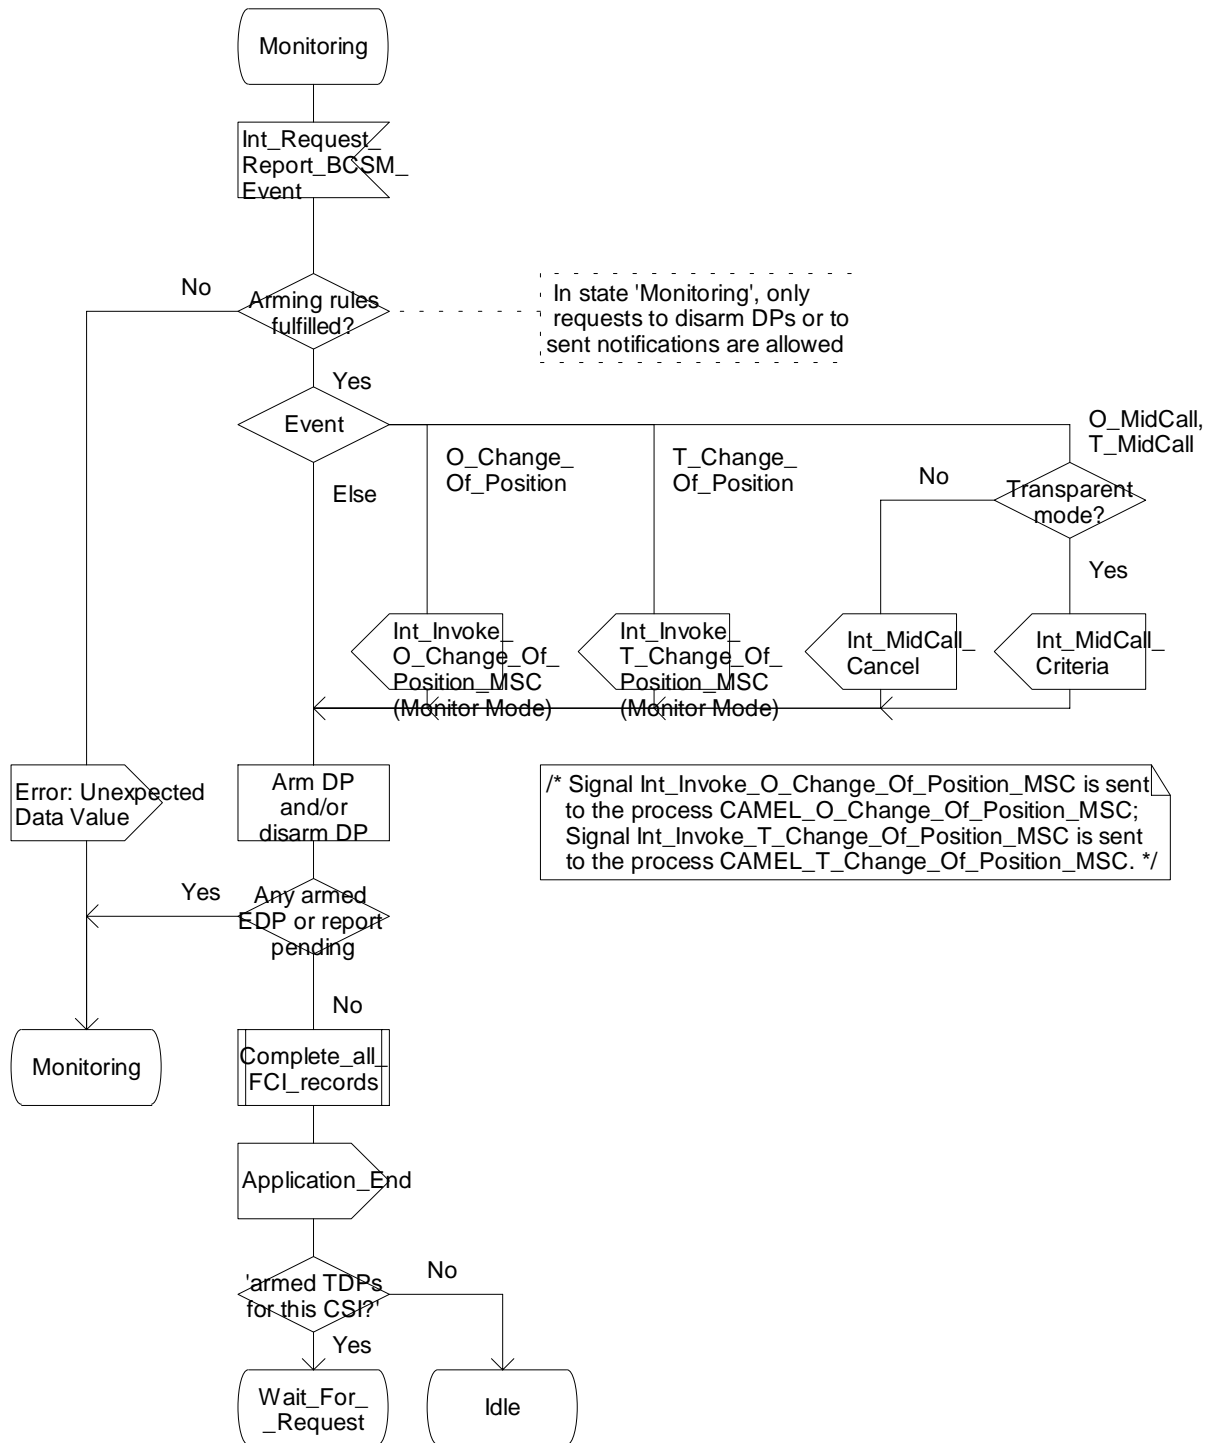 Monitoring
Int_Request_
Report_BCSM_
Event
No
Arming rules
fulfilled?
In state 'Monitoring', only
requests to disarm DPs or to
sent notifications are allowed
Yes
Event
O_MidCall,
T_MidCall
O_Change_
Of_Position
T_Change_
Of_Position
Else
No
Transparent
mode?
Yes
Int_Invoke_
O_Change_Of_
Position_MSC
(Monitor Mode)
Int_Invoke_
T_Change_Of_
Position_MSC
(Monitor Mode)
Int_MidCall_
Cancel
Int_MidCall_
Criteria
Error: Unexpected
Data Value
Arm DP
and/or
disarm DP
/* Signal Int_Invoke_O_Change_Of_Position_MSC is sent
to the process CAMEL_O_Change_Of_Position_MSC;
Signal Int_Invoke_T_Change_Of_Position_MSC is sent
to the process CAMEL_T_Change_Of_Position_MSC. */
Yes
Any armed
EDP or report
pending
No
Monitoring
Complete_all_
FCI_records
Application_End
'armed TDPs
for this CSI?'
No
Yes
Wait_For_
_Request
Idle